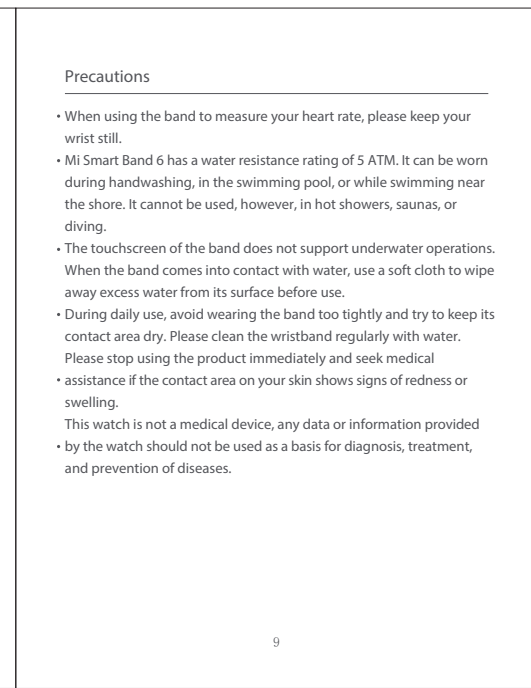 Precautions
• When using the band to measure your heart rate, please keep your
wrist still.
• Mi Smart Band 6 has a water resistance rating of 5 ATM. It can be worn
during handwashing, in the swimming pool, or while swimming near
the shore. It cannot be used, however, in hot showers, saunas, or
diving.
• The touchscreen of the band does not support underwater operations.
When the band comes into contact with water, use a soft cloth to wipe
away excess water from its surface before use.
• During daily use, avoid wearing the band too tightly and try to keep its
contact area dry. Please clean the wristband regularly with water.
Please stop using the product immediately and seek medical
• assistance if the contact area on your skin shows signs of redness or
swelling.
This watch is not a medical device, any data or information provided
• by the watch should not be used as a basis for diagnosis, treatment,
and prevention of diseases.
9